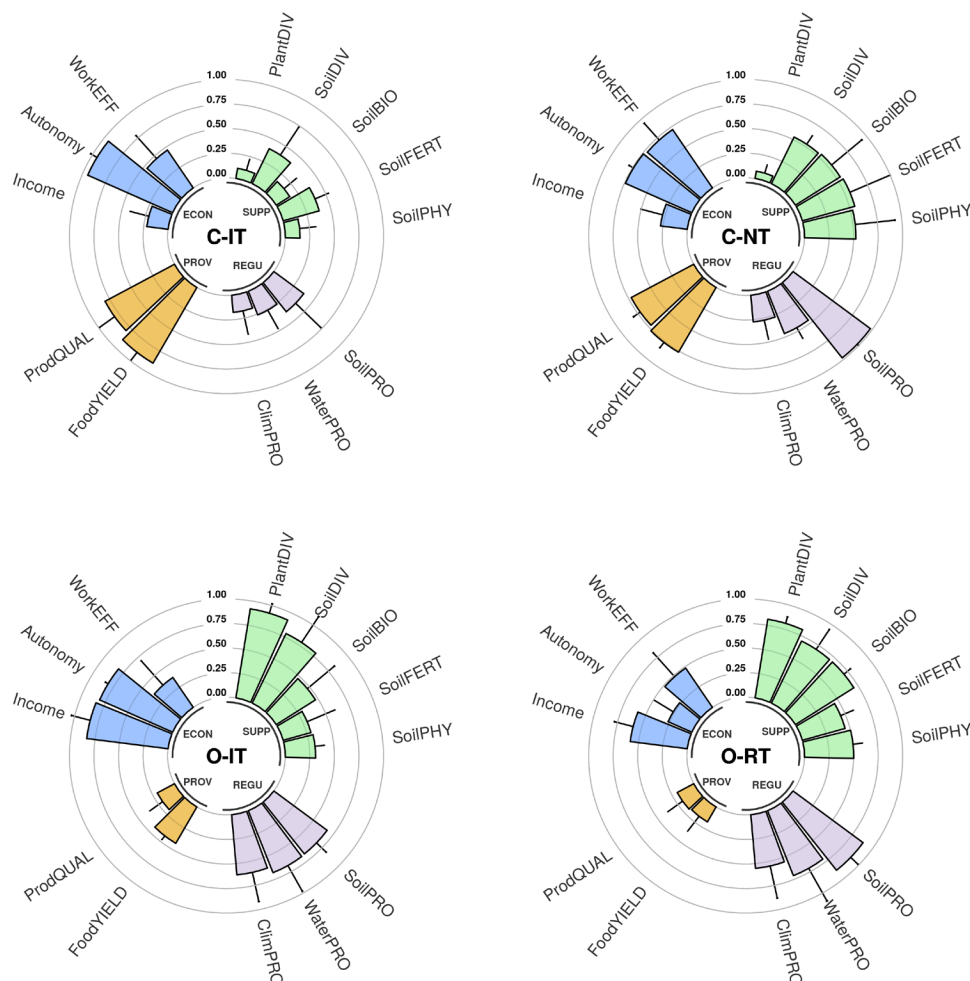 PlantDIV
SoilDIV
SoilBIO
SoilFERT
SoilPHY
SoilPRO
WaterPRO
ClimPRO
FoodYIELD
ProdQUAL
Income
Autonomy
WorkEFF
1.00
0.75
0.50
0.25
0.00
ECON
SUPP
C-IT
PROV
REGU
PlantDIV
SoilDIV
SoilBIO
SoilFERT
SoilPHY
SoilPRO
WaterPRO
ClimPRO
FoodYIELD
ProdQUAL
Income
Autonomy
WorkEFF
1.00
0.75
0.50
0.25
0.00
ECON
SUPP
C-NT
PROV
REGU
PlantDIV
SoilDIV
SoilBIO
SoilFERT
SoilPHY
SoilPRO
WaterPRO
ClimPRO
FoodYIELD
ProdQUAL
Income
Autonomy
WorkEFF
1.00
0.75
0.50
0.25
0.00
ECON
SUPP
O-IT
PROV
REGU
PlantDIV
SoilDIV
SoilBIO
SoilFERT
SoilPHY
SoilPRO
WaterPRO
ClimPRO
FoodYIELD
ProdQUAL
Income
Autonomy
WorkEFF
1.00
0.75
0.50
0.25
0.00
ECON
SUPP
O-RT
PROV
REGU